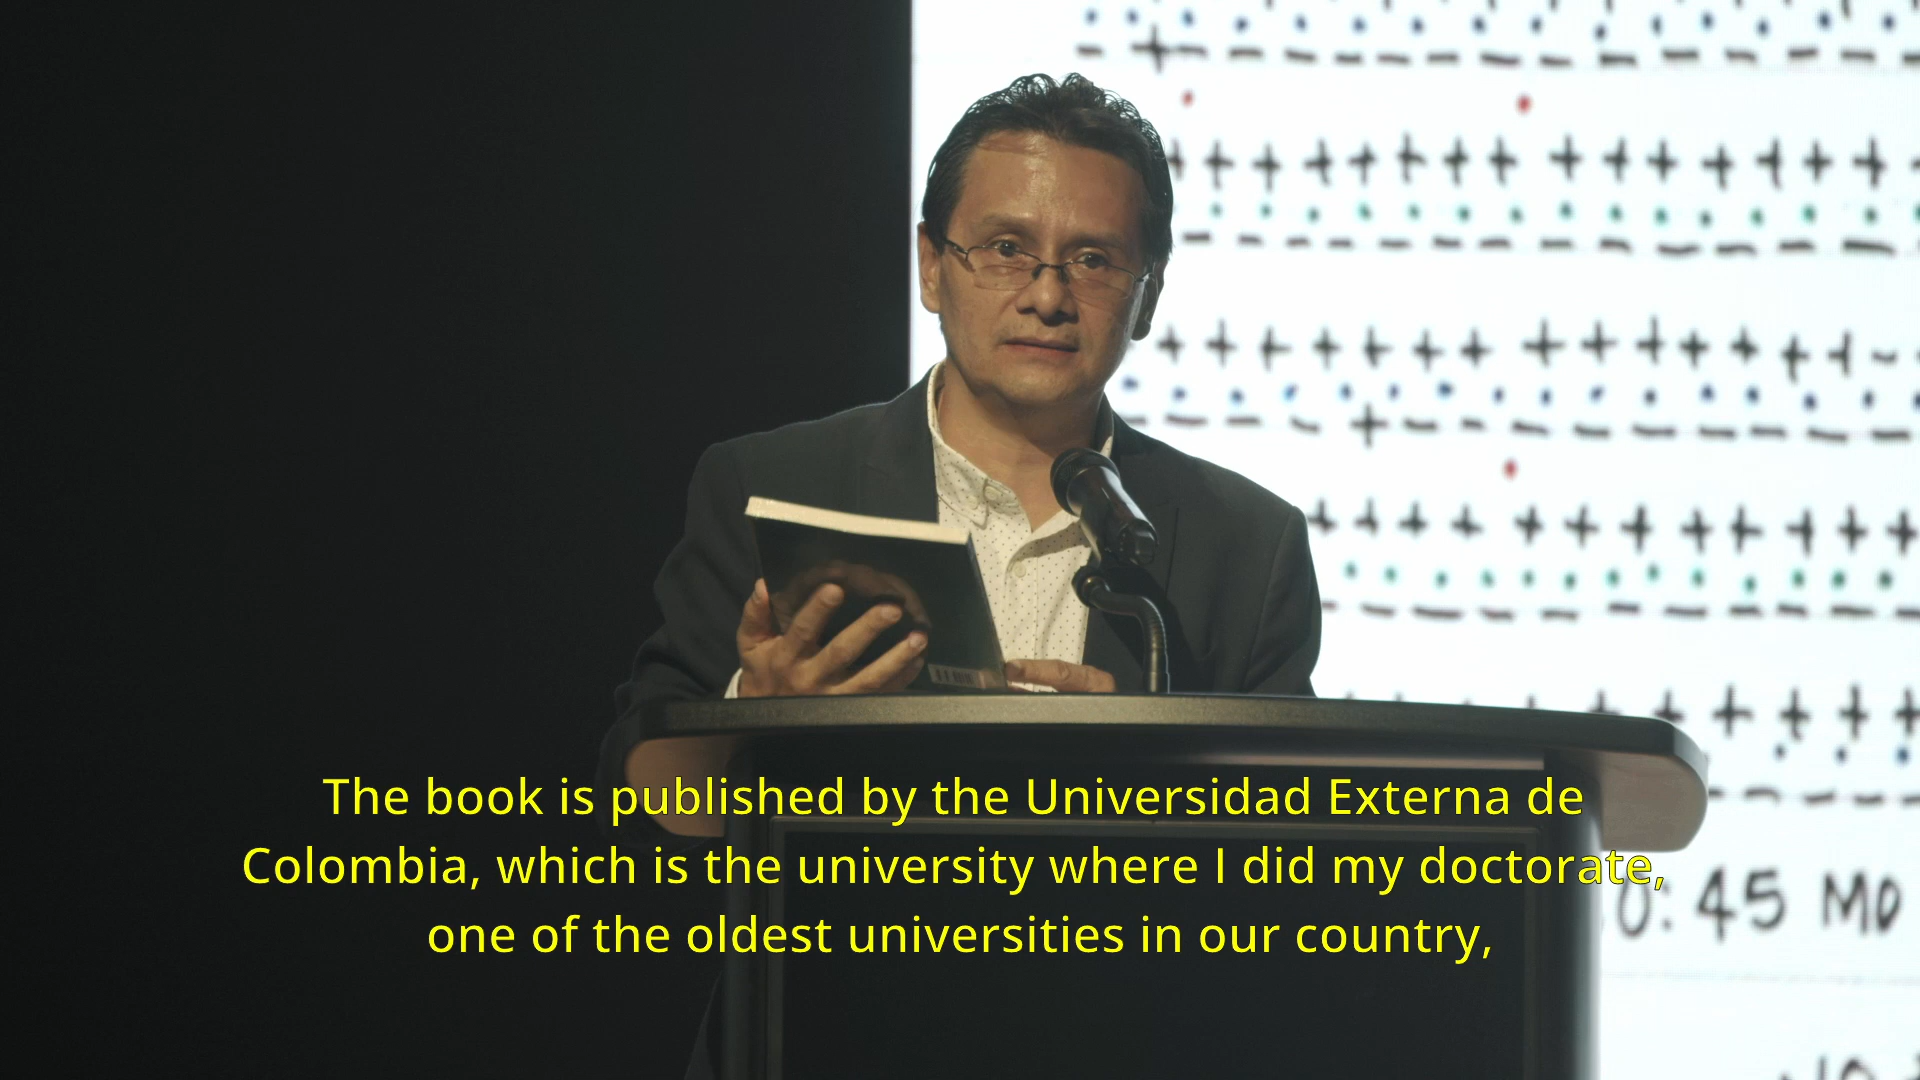 The book is published by the Universidad Externa de
Colombia, which is the university where I did my doctorate,
one of the oldest universities in our country,
0:45 MO